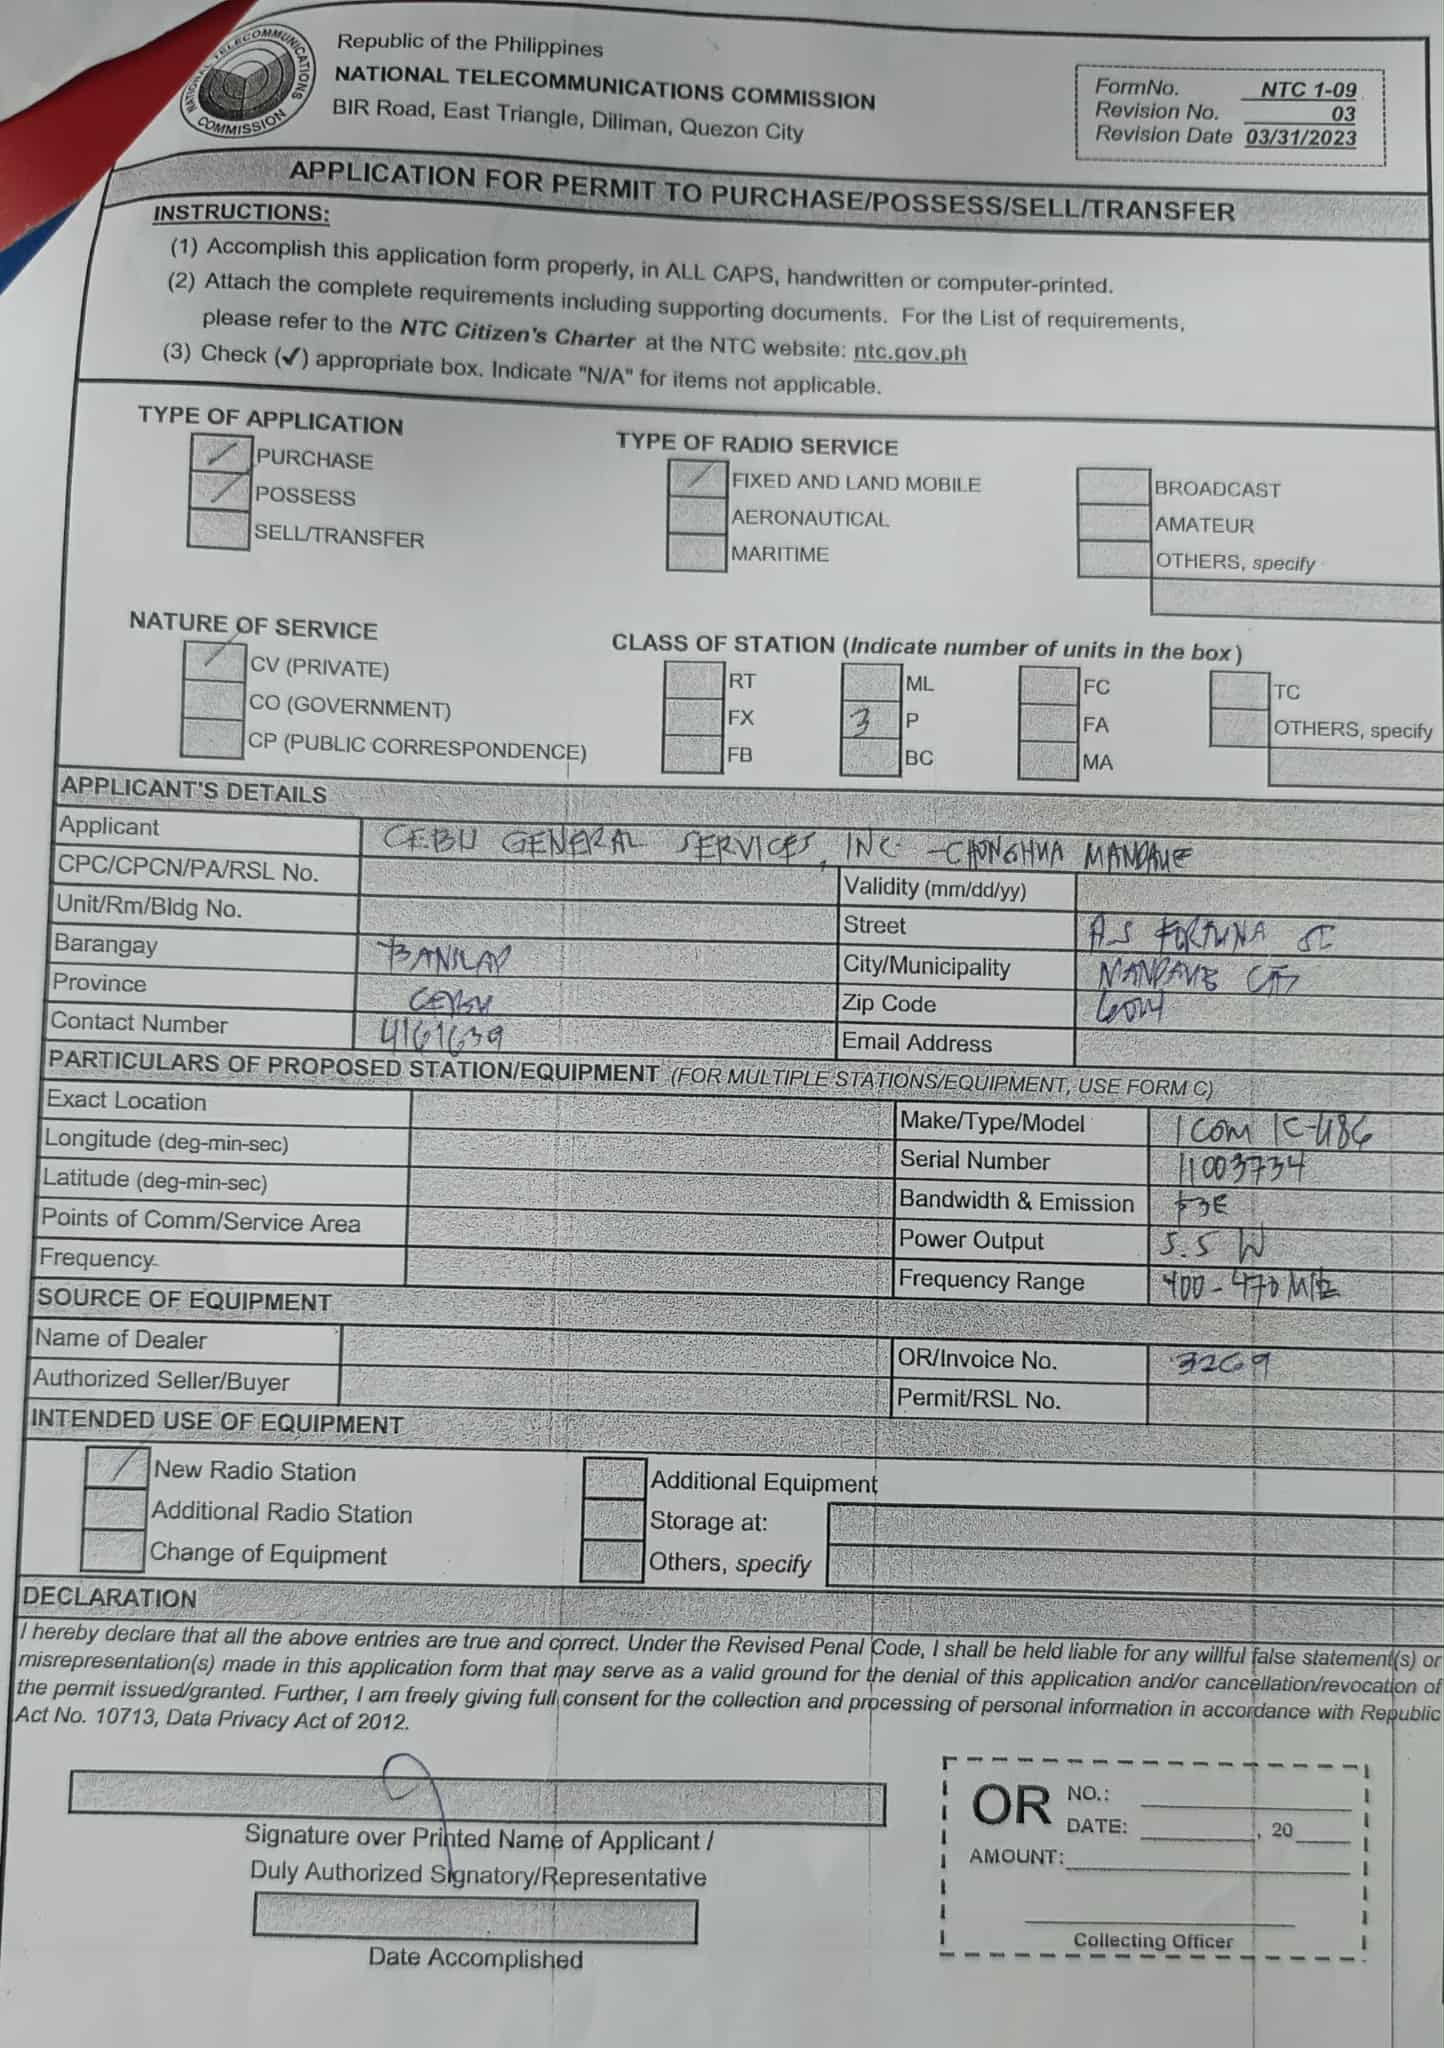 NATIONAL TELECOMMUNICATIONS COMMISSION
Republic of the Philippines
NATIONAL TELECOMMUNICATIONS COMMISSION
BIR Road, East Triangle, Diliman, Quezon City
FormNo. NTC 1-09
Revision No. 03
Revision Date 03/31/2023
APPLICATION FOR PERMIT TO PURCHASE/POSSESS/SELL/TRANSFER
INSTRUCTIONS:
(1) Accomplish this application form properly, in ALL CAPS, handwritten or computer-printed.
(2) Attach the complete requirements including supporting documents. For the List of requirements,
please refer to the NTC Citizen's Charter at the NTC website: ntc.gov.ph
(3) Check (✓) appropriate box. Indicate "N/A" for items not applicable.
TYPE OF APPLICATION
/ PURCHASE
/ POSSESS
SELL/TRANSFER
TYPE OF RADIO SERVICE
/ FIXED AND LAND MOBILE
AERONAUTICAL
MARITIME
BROADCAST
AMATEUR
OTHERS, specify
NATURE OF SERVICE
/ CV (PRIVATE)
CO (GOVERNMENT)
CP (PUBLIC CORRESPONDENCE)
CLASS OF STATION (Indicate number of units in the box)
RT ML FC TC
FX 3 P FA OTHERS, specify
FB BC MA
APPLICANT'S DETAILS
Applicant CEBU GENERAL SERVICES, INC. - CHONGHUA MANDAUE
CPC/CPCN/PA/RSL No. Validity (mm/dd/yy)
Unit/Rm/Bldg No. Street A.S FORTUNA ST
Barangay BANILAD City/Municipality MANDAUE CITY
Province CEBU Zip Code 6014
Contact Number 4161639 Email Address
PARTICULARS OF PROPOSED STATION/EQUIPMENT (FOR MULTIPLE STATIONS/EQUIPMENT, USE FORM C)
Exact Location Make/Type/Model ICOM IC-U86
Longitude (deg-min-sec) Serial Number 11003734
Latitude (deg-min-sec) Bandwidth & Emission F3E
Points of Comm/Service Area Power Output 5.5 W
Frequency Frequency Range 400-470 MHz
SOURCE OF EQUIPMENT
Name of Dealer OR/Invoice No. 3269
Authorized Seller/Buyer Permit/RSL No.
INTENDED USE OF EQUIPMENT
/ New Radio Station Additional Equipment
Additional Radio Station Storage at:
Change of Equipment Others, specify
DECLARATION
I hereby declare that all the above entries are true and correct. Under the Revised Penal Code, I shall be held liable for any willful false statement(s) or
misrepresentation(s) made in this application form that may serve as a valid ground for the denial of this application and/or cancellation/revocation of
the permit issued/granted. Further, I am freely giving full consent for the collection and processing of personal information in accordance with Republic
Act No. 10713, Data Privacy Act of 2012.
Signature over Printed Name of Applicant /
Duly Authorized Signatory/Representative
Date Accomplished
OR NO.:
DATE: , 20
AMOUNT:
Collecting Officer